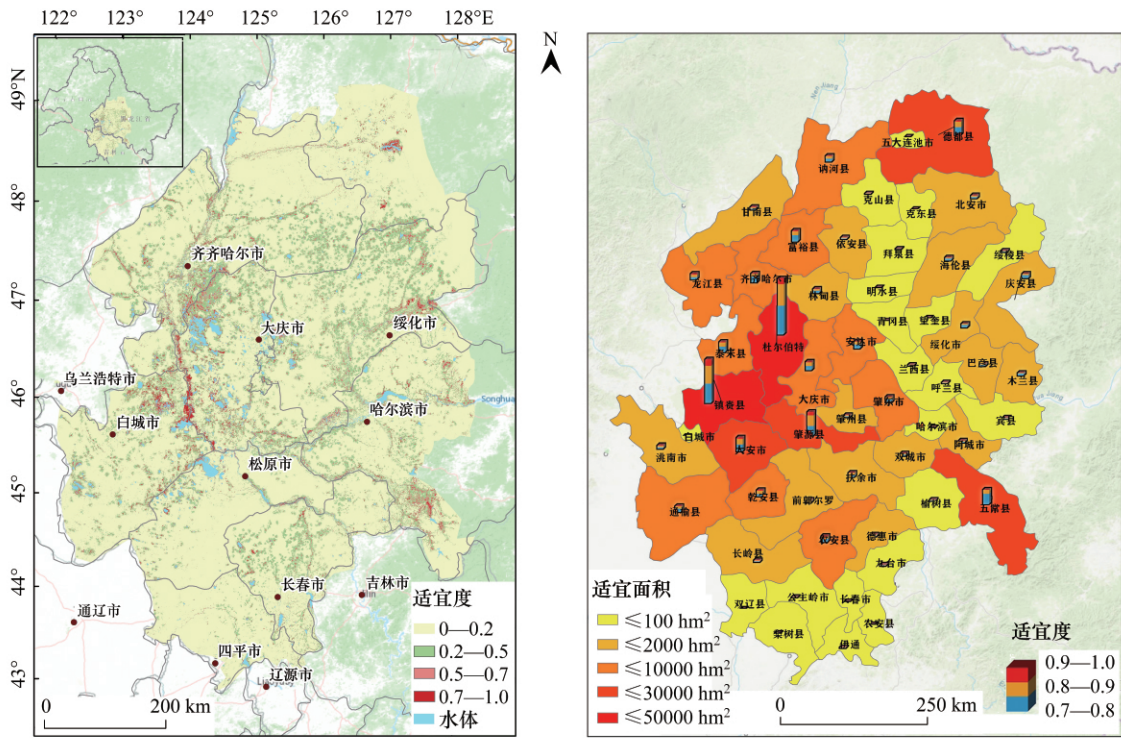 122° 123° 124° 125° 126° 127° 128°E
N
49°N
48°
47°
46°
45°
44°
43°
齐齐哈尔市
大庆市
绥化市
乌兰浩特市
Songhua
白城市
哈尔滨市
松原市
长春市
吉林市
通辽市
四平市
辽源市
适宜度
0—0.2
0.2—0.5
0.5—0.7
0.7—1.0
水体
0 200 km
五大连池市
德都县
讷河县
克山县
克东县
北安市
甘南县
富裕县
依安县
拜泉县
海伦县
绥棱县
庆安县
龙江县
齐齐哈尔市
林甸县
明水县
青冈县
望奎县
绥化市
杜尔伯特
安达市
泰来县
兰西县
巴彦县
木兰县
呼兰县
镇赉县
大庆市
肇东市
肇州县
肇源县
哈尔滨市
宾县
白城市
大安市
阿城市
双城市
洮南市
扶余市
五常县
榆树县
乾安县
前郭尔罗
通榆县
农安县
德惠市
长岭县
九台市
公主岭市
长春市
双辽县
农安县
梨树县
伊通
适宜面积
≤100 hm²
≤2000 hm²
≤10000 hm²
≤30000 hm²
≤50000 hm²
0 250 km
适宜度
0.9—1.0
0.8—0.9
0.7—0.8